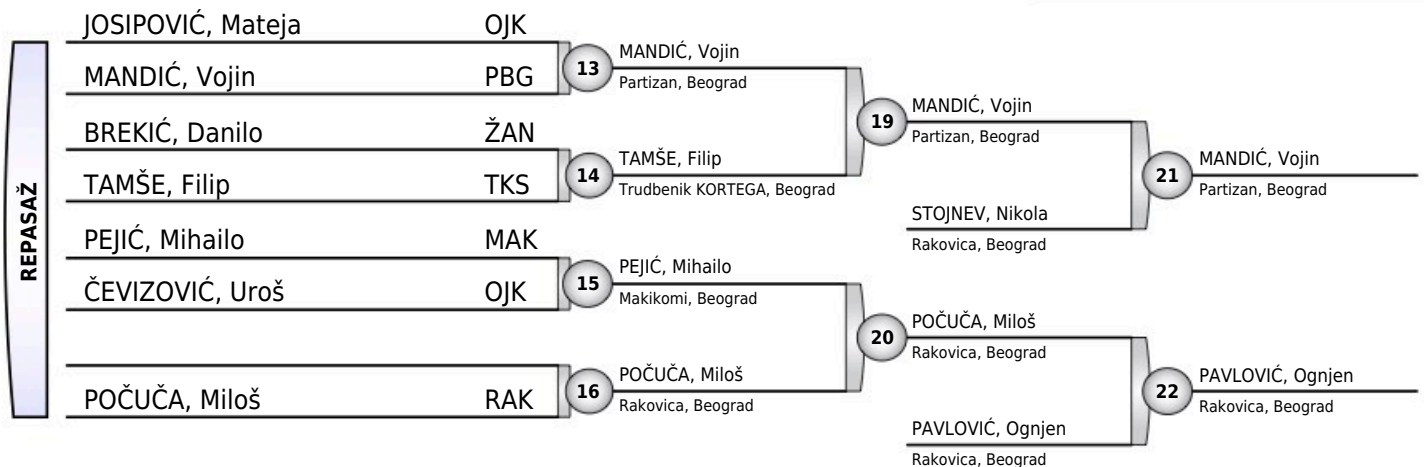 REPASAŽ
JOSIPOVIĆ, Mateja OJK
MANDIĆ, Vojin PBG
BREKIĆ, Danilo ŽAN
TAMŠE, Filip TKS
PEJIĆ, Mihailo MAK
ČEVIZOVIĆ, Uroš OJK
POČUČA, Miloš RAK
13
MANDIĆ, Vojin
Partizan, Beograd
14
TAMŠE, Filip
Trudbenik KORTEGA, Beograd
15
PEJIĆ, Mihailo
Makikomi, Beograd
16
POČUČA, Miloš
Rakovica, Beograd
19
MANDIĆ, Vojin
Partizan, Beograd
STOJNEV, Nikola
Rakovica, Beograd
20
POČUČA, Miloš
Rakovica, Beograd
PAVLOVIĆ, Ognjen
Rakovica, Beograd
21
MANDIĆ, Vojin
Partizan, Beograd
22
PAVLOVIĆ, Ognjen
Rakovica, Beograd